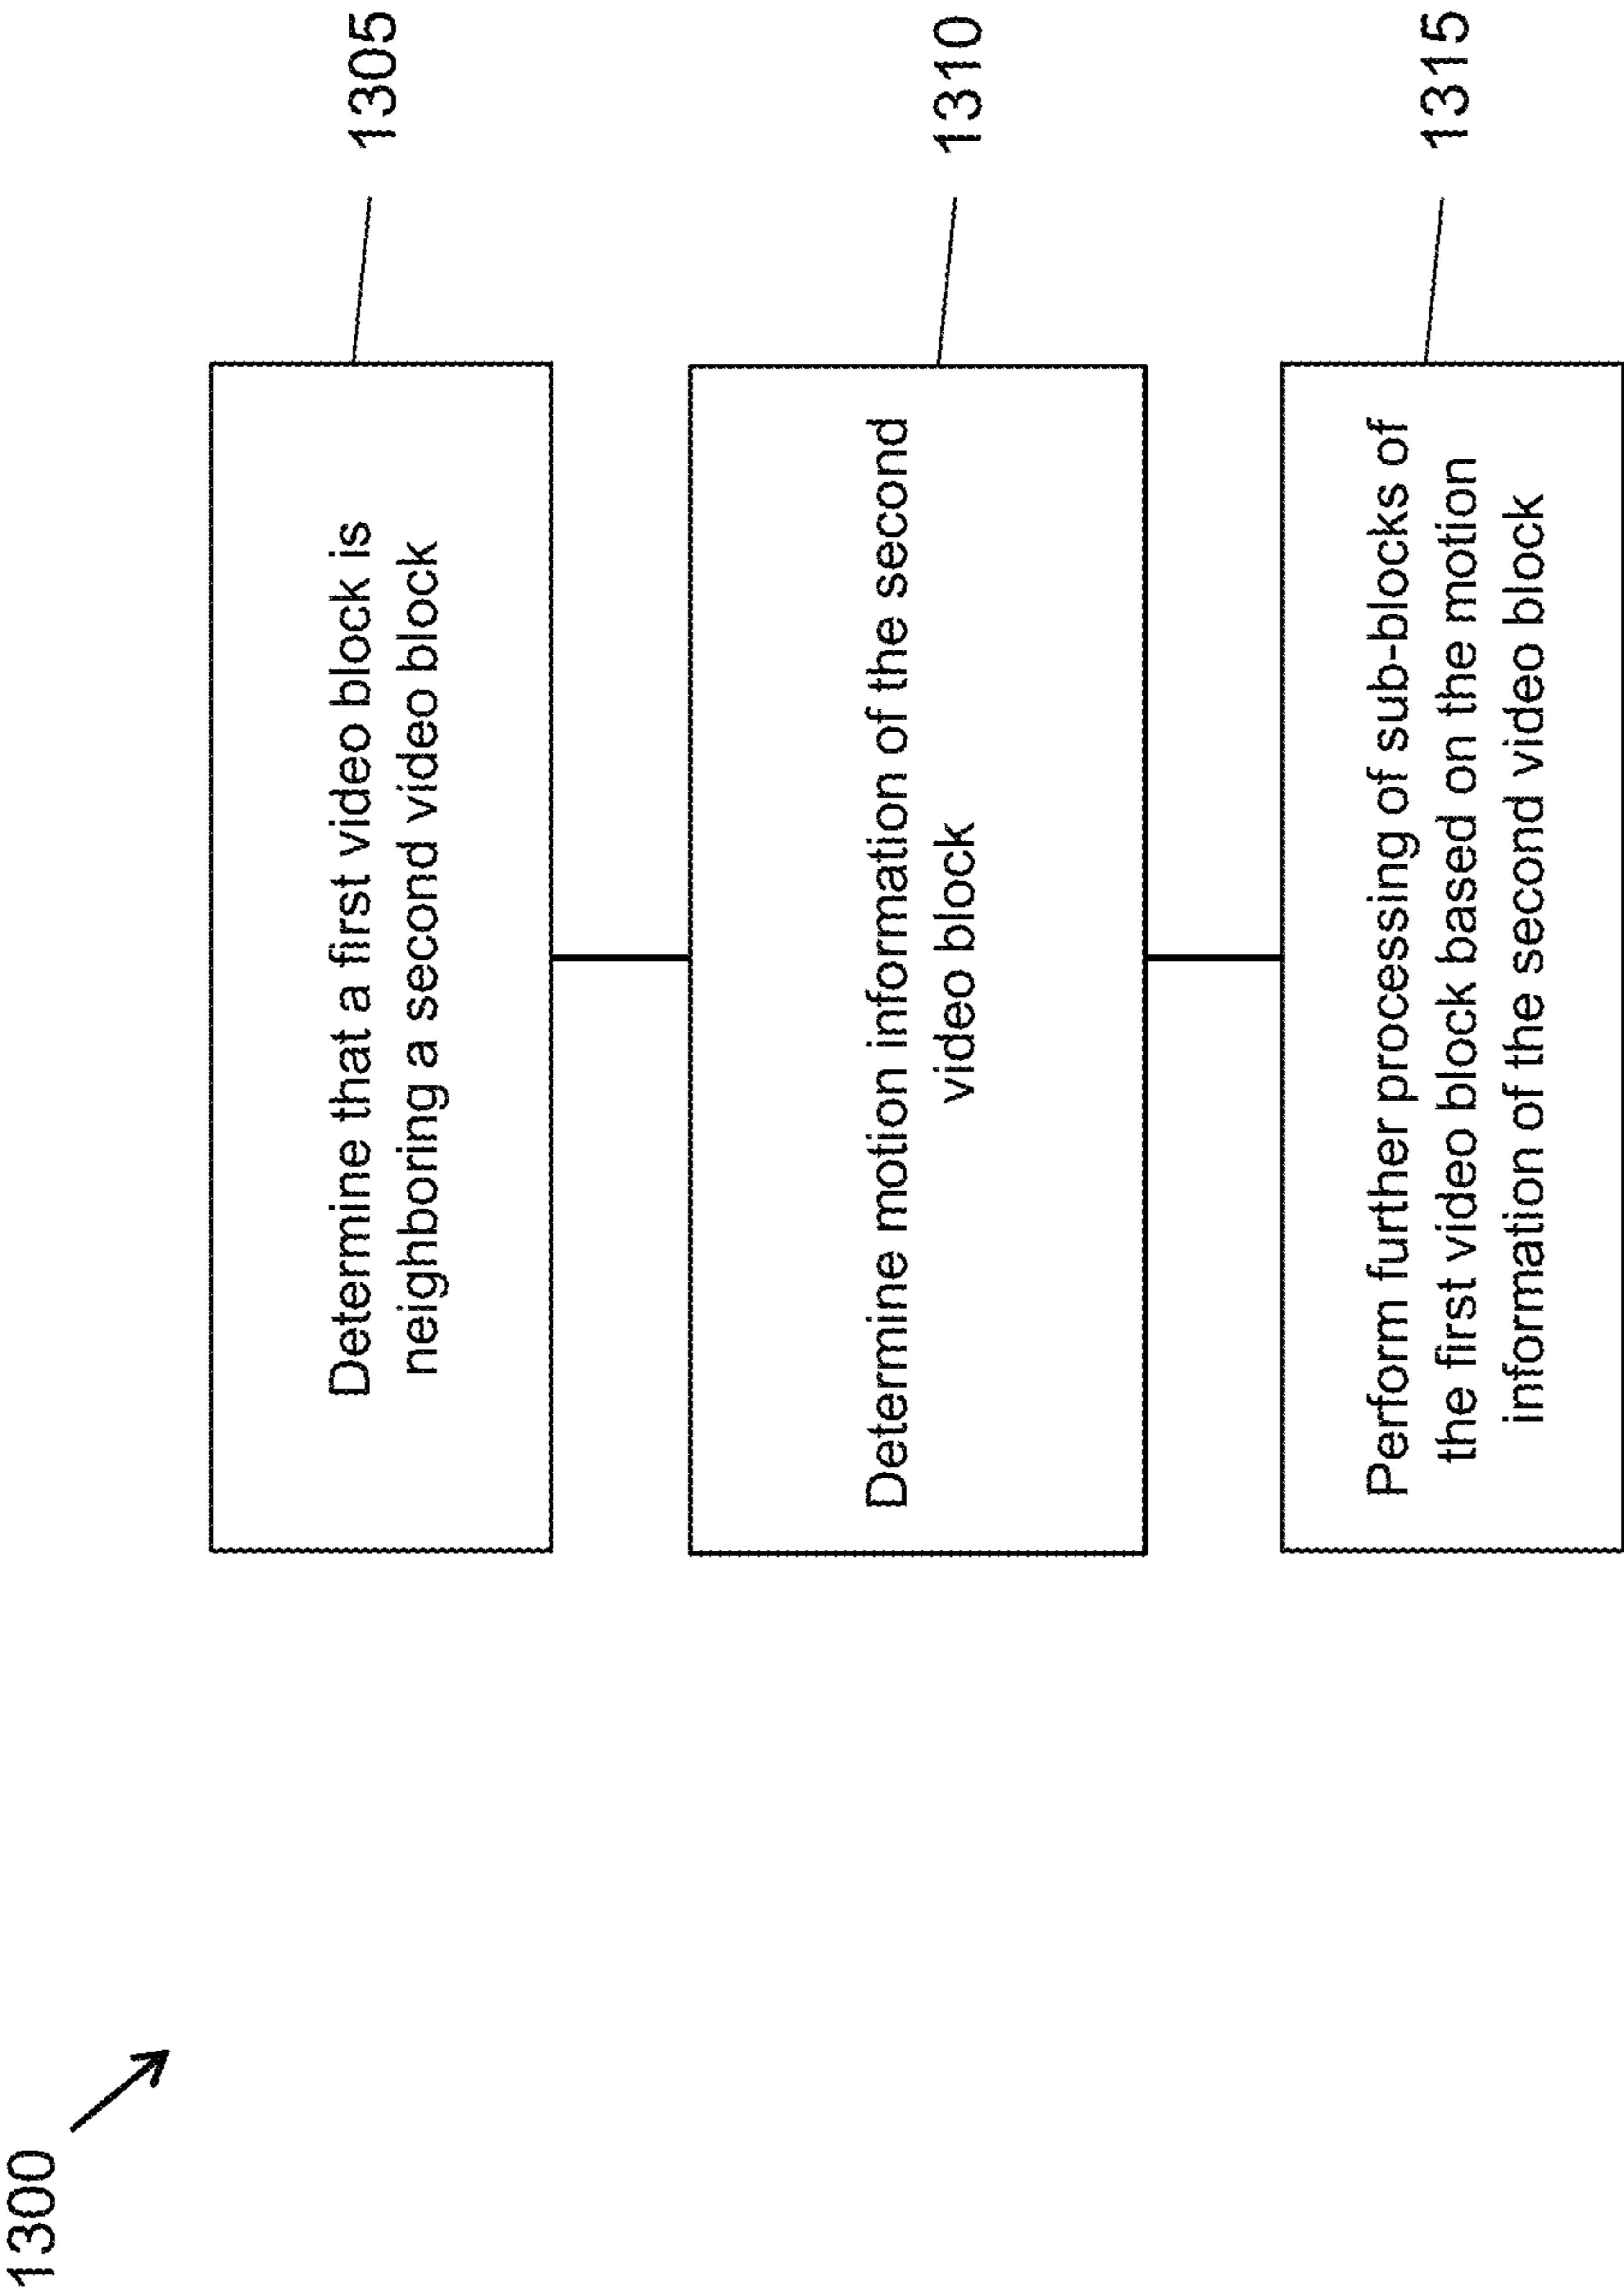 1300
Determine that a first video block is
neighboring a second video block
1305
Determine motion information of the second
video block
1310
Perform further processing of sub-blocks of
the first video block based on the motion
information of the second video block
1315